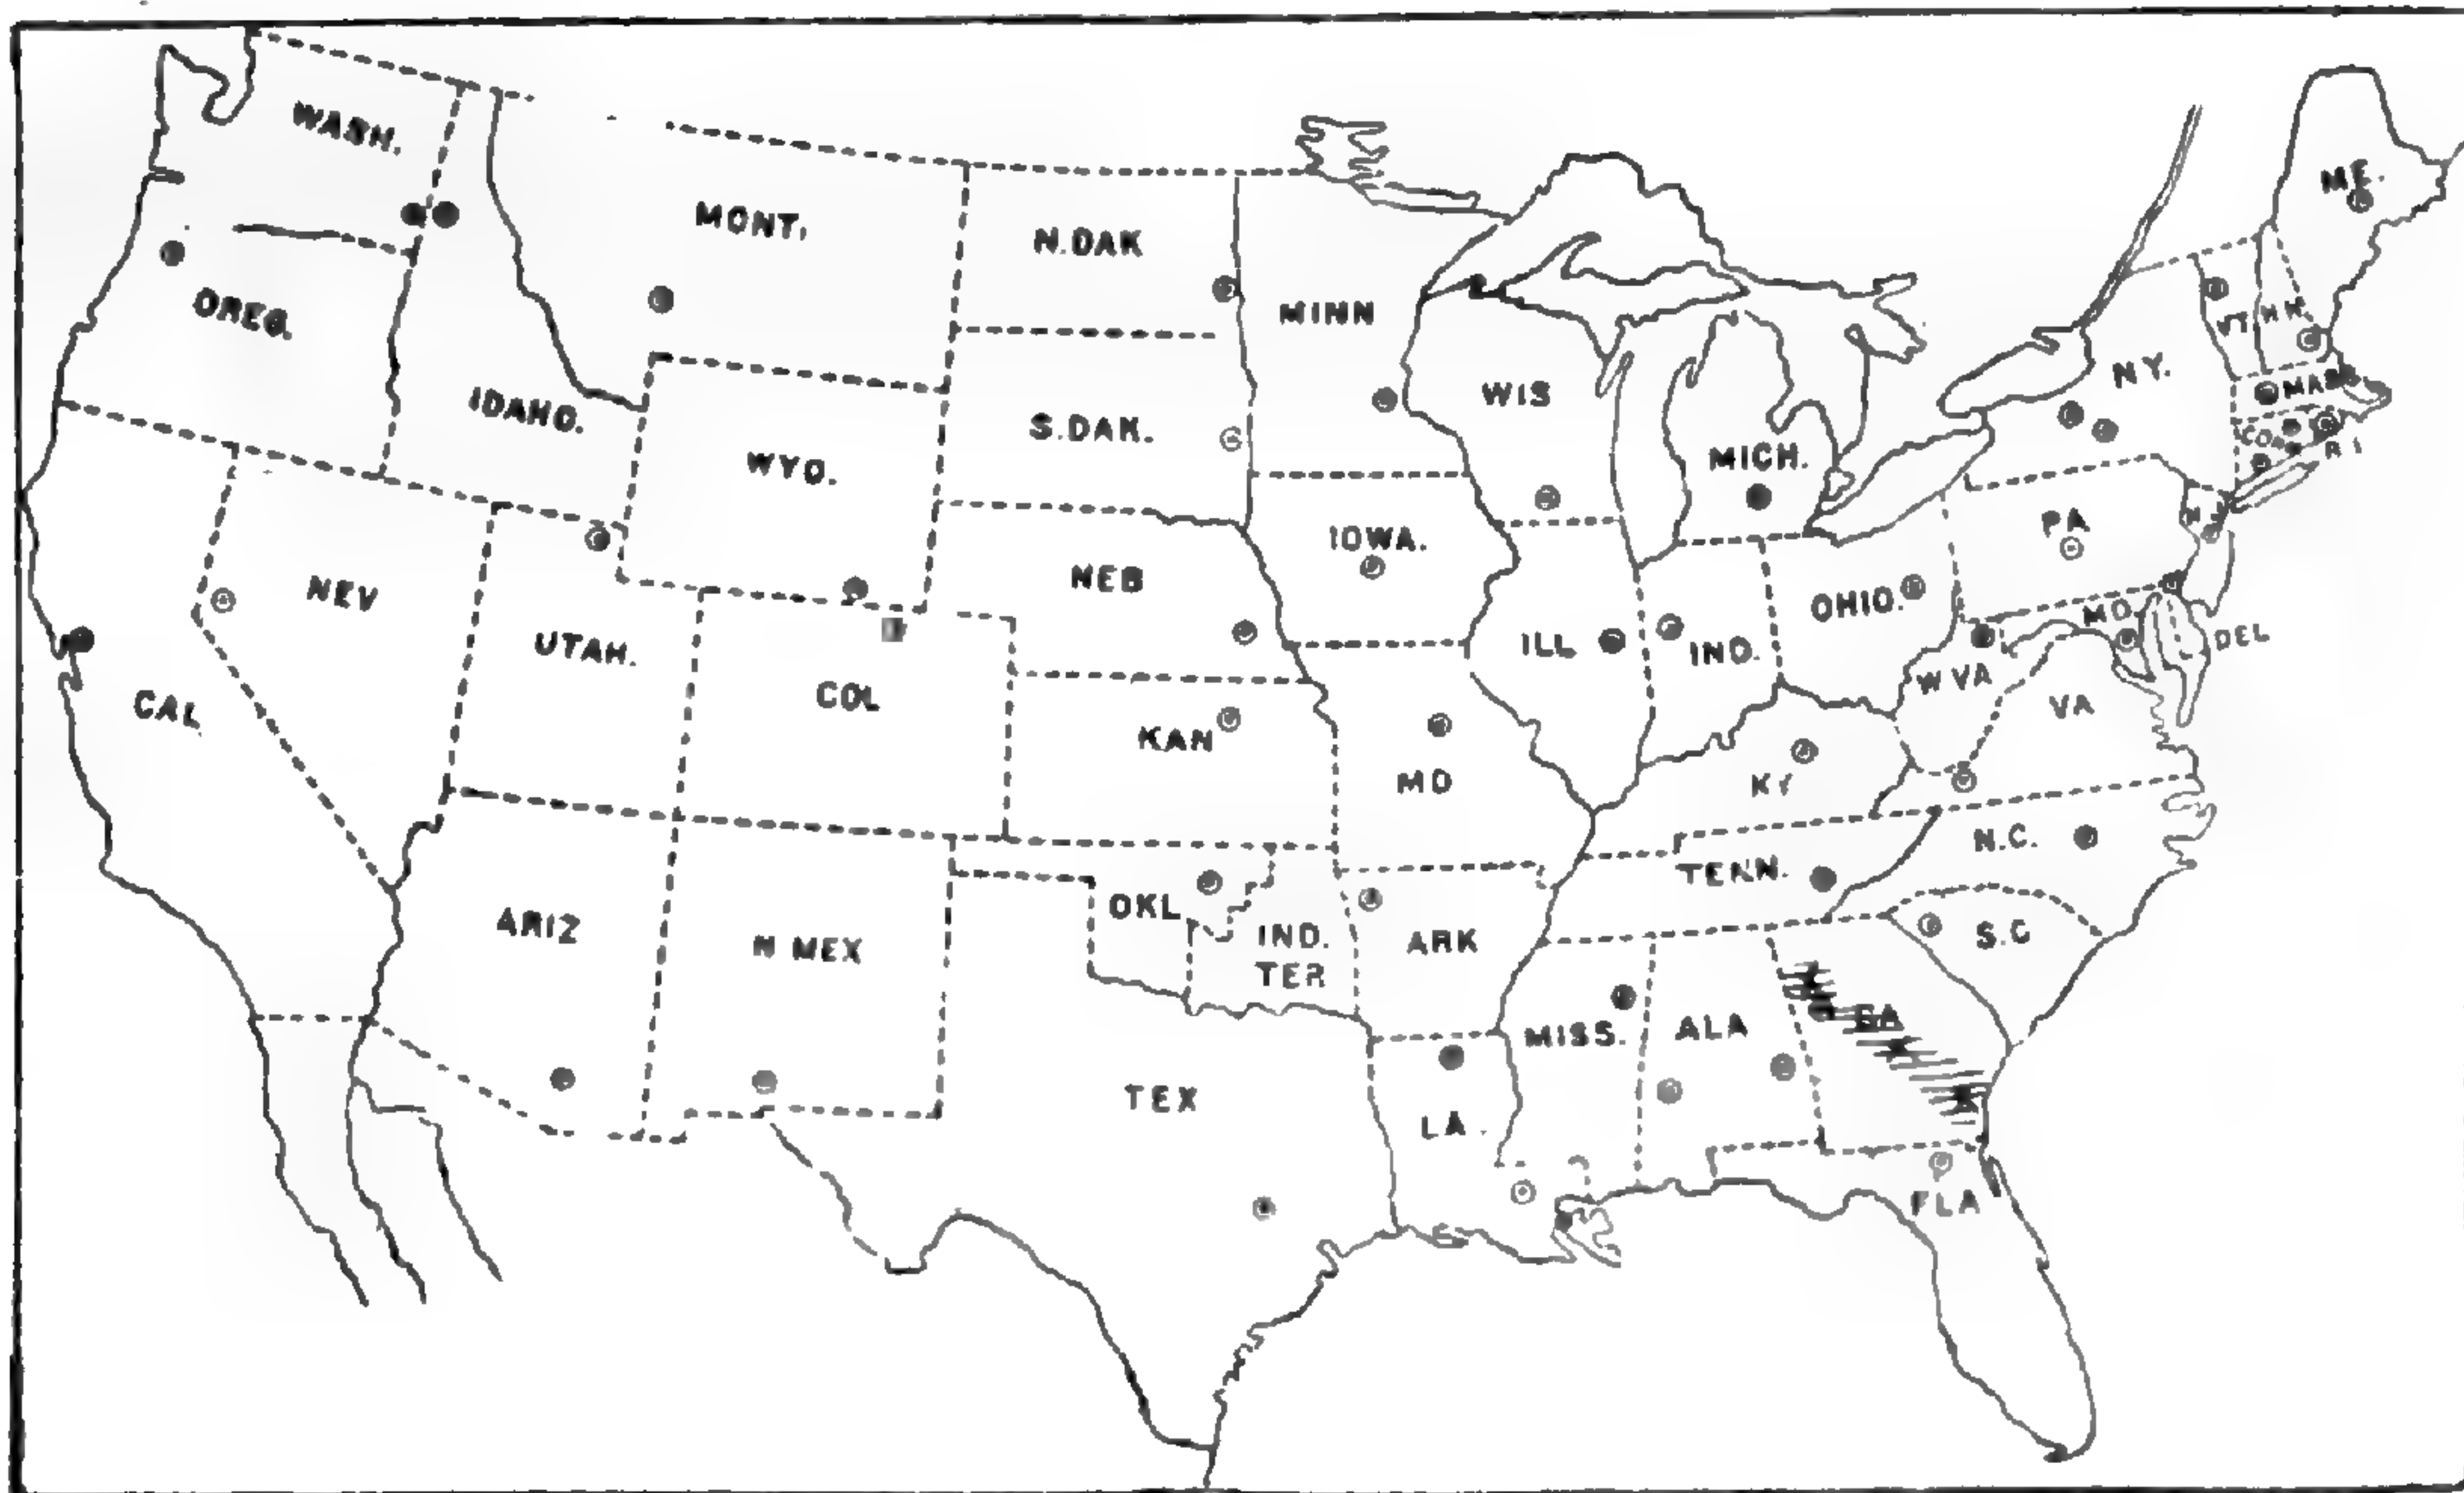 WASH.
ME.
MONT.
N.DAK
OREG.
MINN
VT.
N.H.
N.Y.
MASS
WIS
IDAHO.
S.DAK.
CON
R I
MICH.
WYO.
PA
N.J.
IOWA.
NEB
NEV
OHIO.
MD
DEL
UTAH.
ILL
IND.
W VA
VA
COL
CAL
KAN
MO
KY
N.C.
TENN.
OKL
ARIZ
N MEX
IND.
TER
ARK
S.C
GA
MISS.
ALA
TEX
LA.
FLA